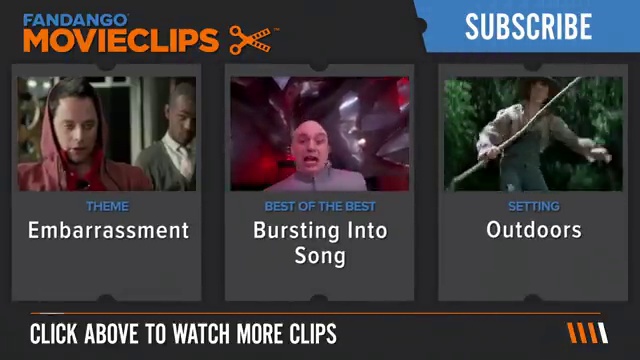 FANDANGO
MOVIECLIPS™
SUBSCRIBE
THEME
Embarrassment
BEST OF THE BEST
Bursting Into
Song
SETTING
Outdoors
CLICK ABOVE TO WATCH MORE CLIPS